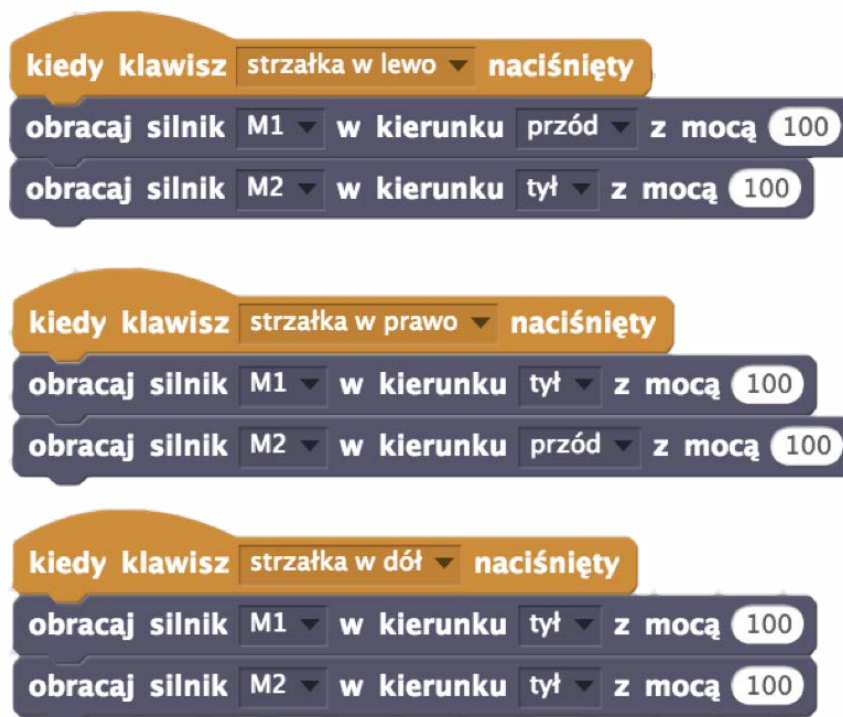 kiedy klawisz strzałka w lewo naciśnięty
obracaj silnik M1 w kierunku przód z mocą 100
obracaj silnik M2 w kierunku tył z mocą 100
kiedy klawisz strzałka w prawo naciśnięty
obracaj silnik M1 w kierunku tył z mocą 100
obracaj silnik M2 w kierunku przód z mocą 100
kiedy klawisz strzałka w dół naciśnięty
obracaj silnik M1 w kierunku tył z mocą 100
obracaj silnik M2 w kierunku tył z mocą 100